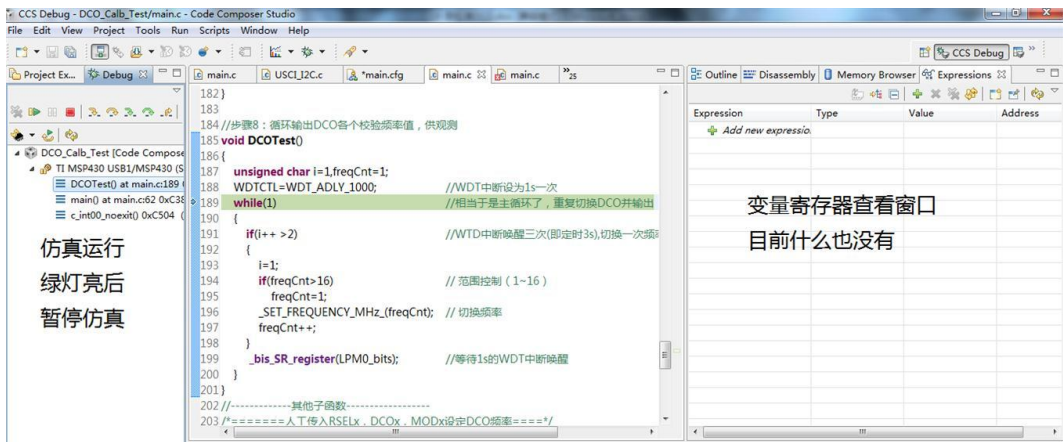 CCS Debug - DCO_Calb_Test/main.c - Code Composer Studio
File Edit View Project Tools Run Scripts Window Help
CCS Debug »
Project Ex... Debug
main.c USCI_I2C.c *main.cfg main.c main.c »25
Outline Disassembly Memory Browser Expressions
Expression Type Value Address
Add new expressio.
DCO_Calb_Test [Code Compose
TI MSP430 USB1/MSP430 (S
DCOTest() at main.c:189
main() at main.c:62 0xC38
c_int00_noexit() 0xC504 (
仿真运行
绿灯亮后
暂停仿真
182 }
183
184 //步骤8：循环输出DCO各个校验频率值，供观测
185 void DCOTest()
186 {
187 unsigned char i=1,freqCnt=1;
188 WDTCTL=WDT_ADLY_1000; //WDT中断设为1s一次
189 while(1) //相当于是主循环了，重复切换DCO并输出
190 {
191 if(i++ >2) //WTD中断唤醒三次(即定时3s),切换一次频率
192 {
193 i=1;
194 if(freqCnt>16) // 范围控制（1~16）
195 freqCnt=1;
196 _SET_FREQUENCY_MHz_(freqCnt); // 切换频率
197 freqCnt++;
198 }
199 _bis_SR_register(LPM0_bits); //等待1s的WDT中断唤醒
200 }
201 }
202 //-------------其他子函数------------------
203 /*=======人工传入RSELx，DCOx，MODx设定DCO频率====*/
变量寄存器查看窗口
目前什么也没有